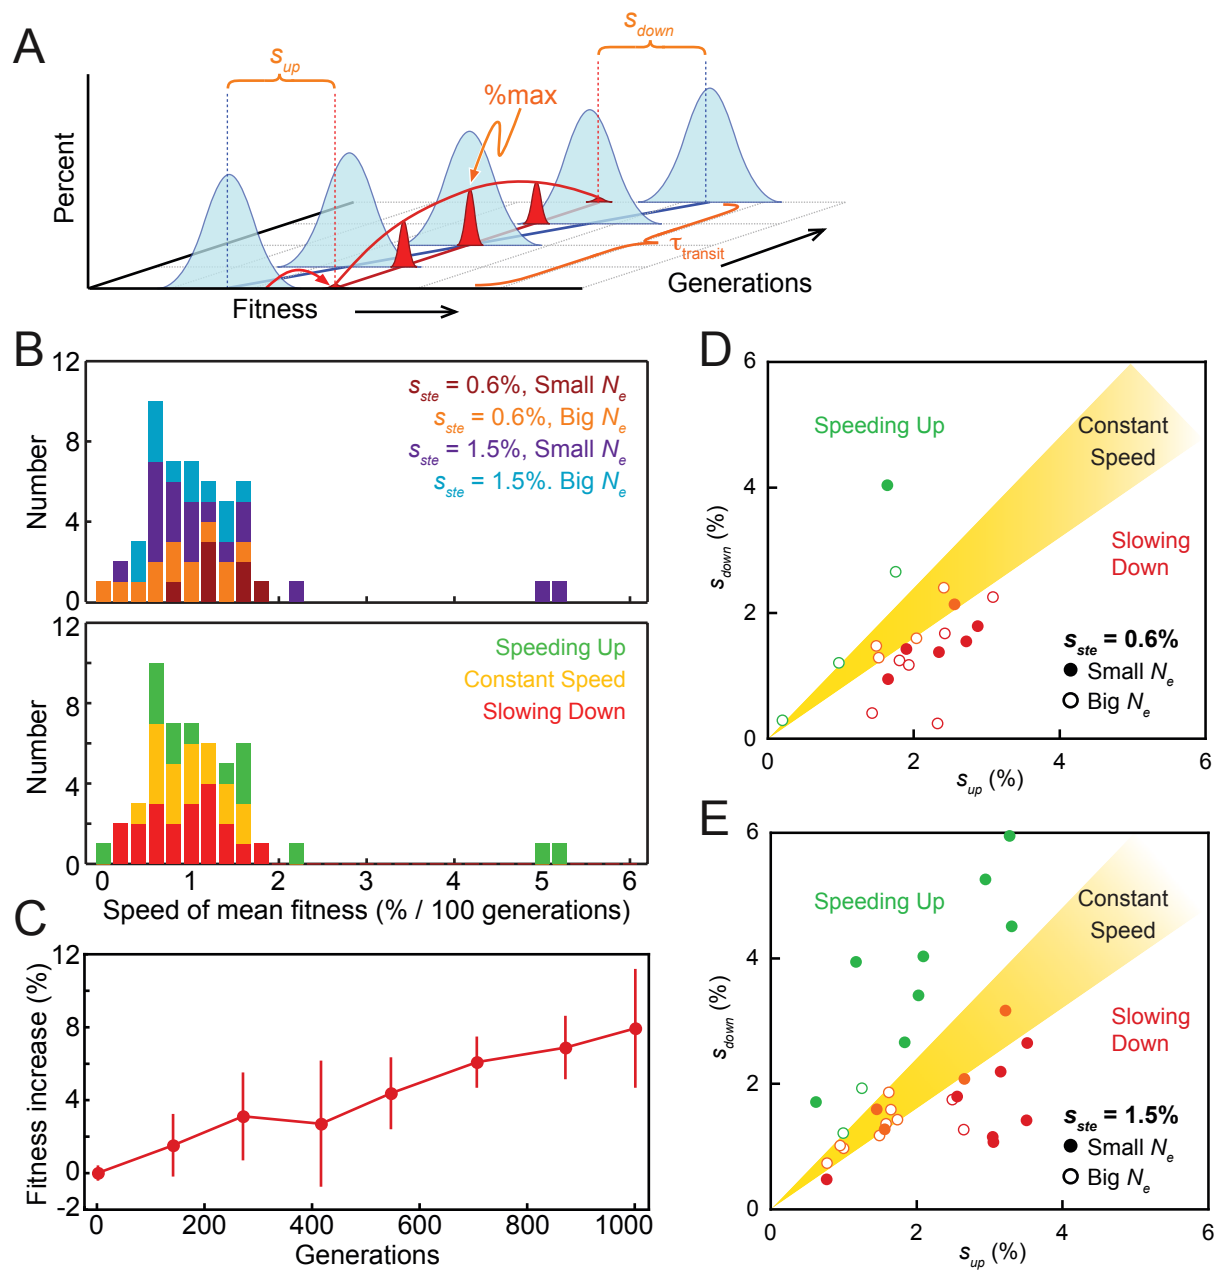 A
s_up
s_down
%max
Percent
τ_transit
Generations
Fitness
B
12
8
4
0
Number
s_ste = 0.6%, Small N_e
s_ste = 0.6%, Big N_e
s_ste = 1.5%, Small N_e
s_ste = 1.5%. Big N_e
12
8
4
0
Number
Speeding Up
Constant Speed
Slowing Down
0 1 2 3 4 5 6
Speed of mean fitness (% / 100 generations)
C
12
8
4
0
-2
Fitness increase (%)
0 200 400 600 800 1000
Generations
D
6
4
2
0
s_down (%)
Speeding Up
Constant
Speed
Slowing
Down
s_ste = 0.6%
Small N_e
Big N_e
0 2 4 6
s_up (%)
E
6
4
2
0
s_down (%)
Speeding Up
Constant
Speed
Slowing
Down
s_ste = 1.5%
Small N_e
Big N_e
0 2 4 6
s_up (%)